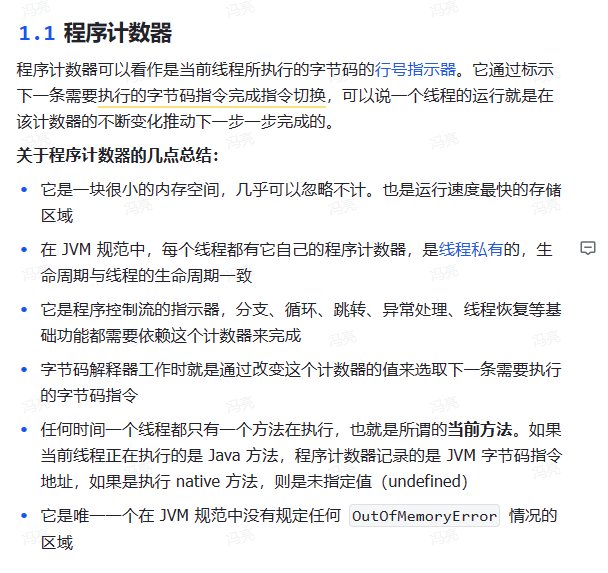 1.1 程序计数器
程序计数器可以看作是当前线程所执行的字节码的行号指示器。它通过标示
下一条需要执行的字节码指令完成指令切换，可以说一个线程的运行就是在
该计数器的不断变化推动下一步一步完成的。
关于程序计数器的几点总结：
• 它是一块很小的内存空间，几乎可以忽略不计。也是运行速度最快的存储
区域
• 在 JVM 规范中，每个线程都有它自己的程序计数器，是线程私有的，生
命周期与线程的生命周期一致
• 它是程序控制流的指示器，分支、循环、跳转、异常处理、线程恢复等基
础功能都需要依赖这个计数器来完成
• 字节码解释器工作时就是通过改变这个计数器的值来选取下一条需要执行
的字节码指令
• 任何时间一个线程都只有一个方法在执行，也就是所谓的当前方法。如果
当前线程正在执行的是 Java 方法，程序计数器记录的是 JVM 字节码指令
地址，如果是执行 native 方法，则是未指定值（undefined）
• 它是唯一一个在 JVM 规范中没有规定任何 OutOfMemoryError 情况的
区域
冯亮